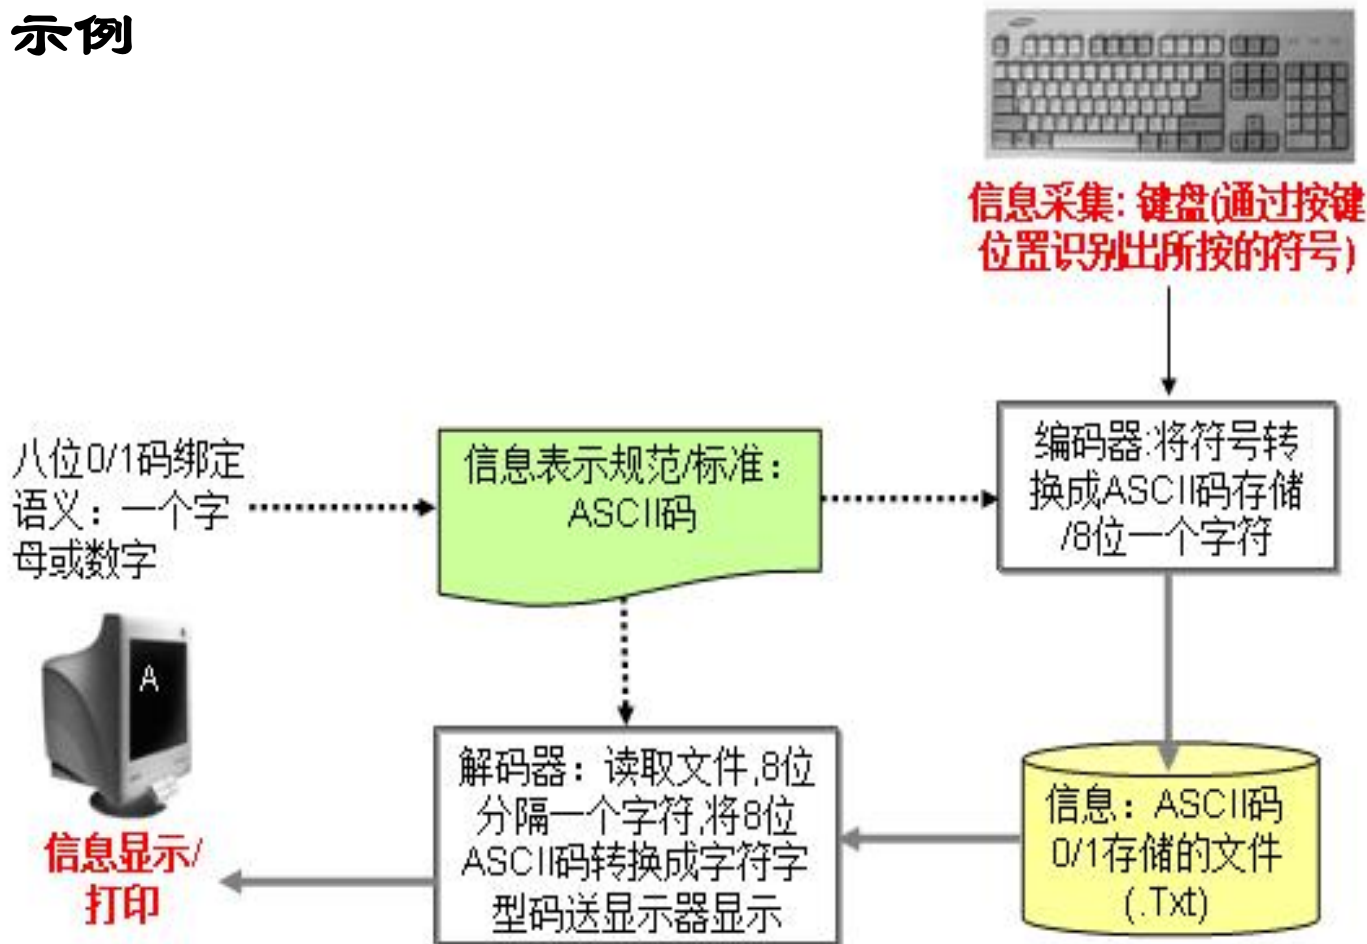 示例
信息采集: 键盘(通过按键
位置识别出所按的符号)
编码器:将符号转
换成ASCII码存储
/8位一个字符
八位0/1码绑定
语义：一个字
母或数字
信息表示规范/标准：
ASCII码
A
信息显示/
打印
解码器：读取文件,8位
分隔一个字符,将8位
ASCII码转换成字符字
型码送显示器显示
信息：ASCII码
0/1存储的文件
(.Txt)